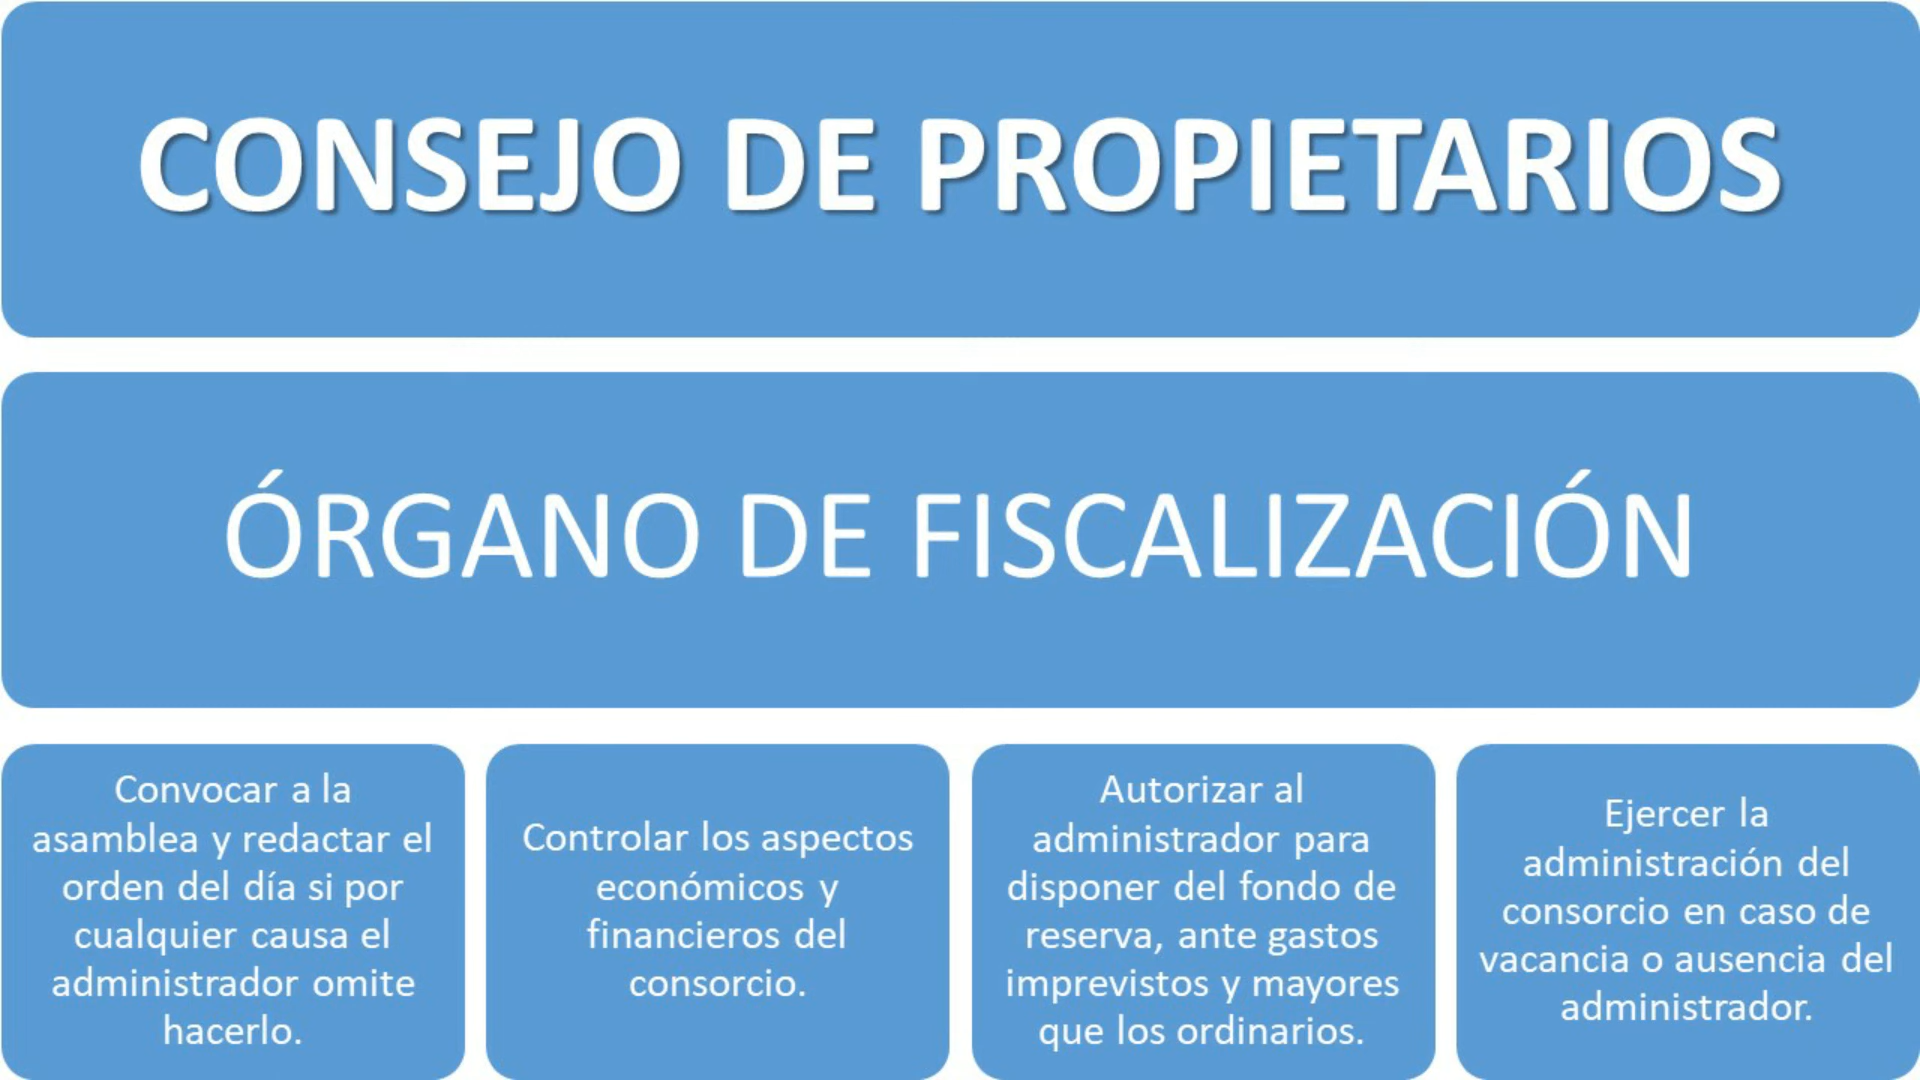 CONSEJO DE PROPIETARIOS
ÓRGANO DE FISCALIZACIÓN
Convocar a la
asamblea y redactar el
orden del día si por
cualquier causa el
administrador omite
hacerlo.
Controlar los aspectos
económicos y
financieros del
consorcio.
Autorizar al
administrador para
disponer del fondo de
reserva, ante gastos
imprevistos y mayores
que los ordinarios.
Ejercer la
administración del
consorcio en caso de
vacancia o ausencia del
administrador.